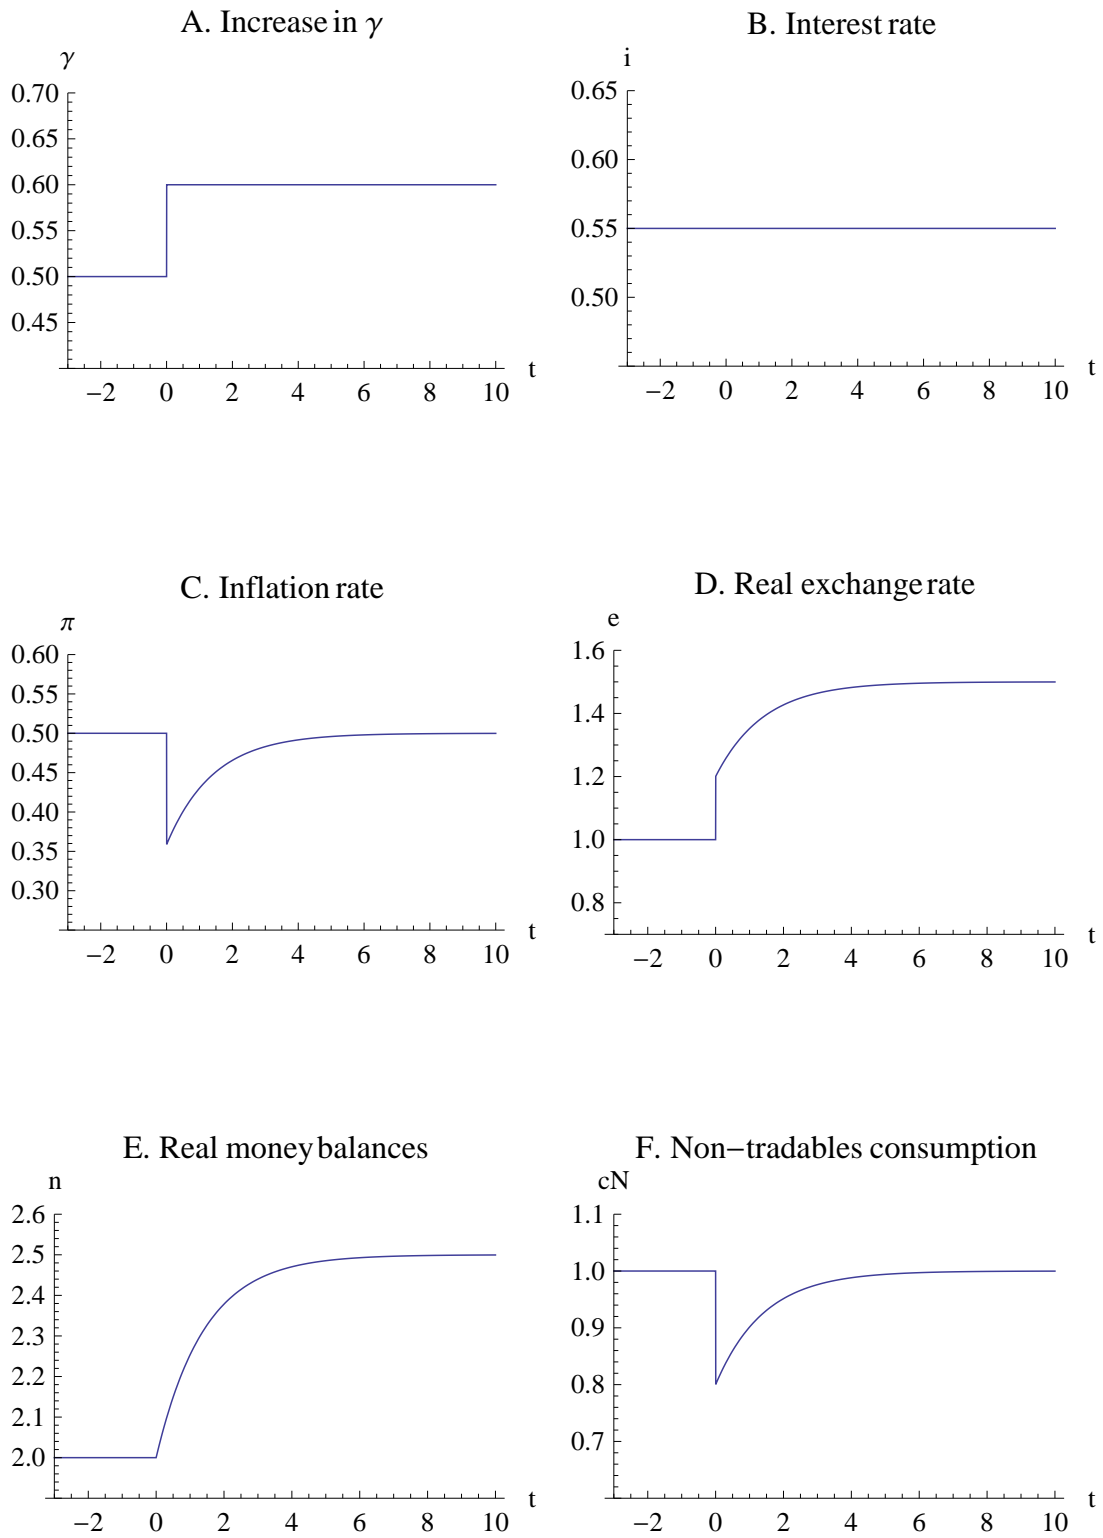 A. Increase in γ
γ
0.70
0.65
0.60
0.55
0.50
0.45
−2 0 2 4 6 8 10 t
B. Interest rate
i
0.65
0.60
0.55
0.50
−2 0 2 4 6 8 10 t
C. Inflation rate
π
0.60
0.55
0.50
0.45
0.40
0.35
0.30
−2 0 2 4 6 8 10 t
D. Real exchange rate
e
1.6
1.4
1.2
1.0
0.8
−2 0 2 4 6 8 10 t
E. Real money balances
n
2.6
2.5
2.4
2.3
2.2
2.1
2.0
−2 0 2 4 6 8 10 t
F. Non−tradables consumption
cN
1.1
1.0
0.9
0.8
0.7
−2 0 2 4 6 8 10 t